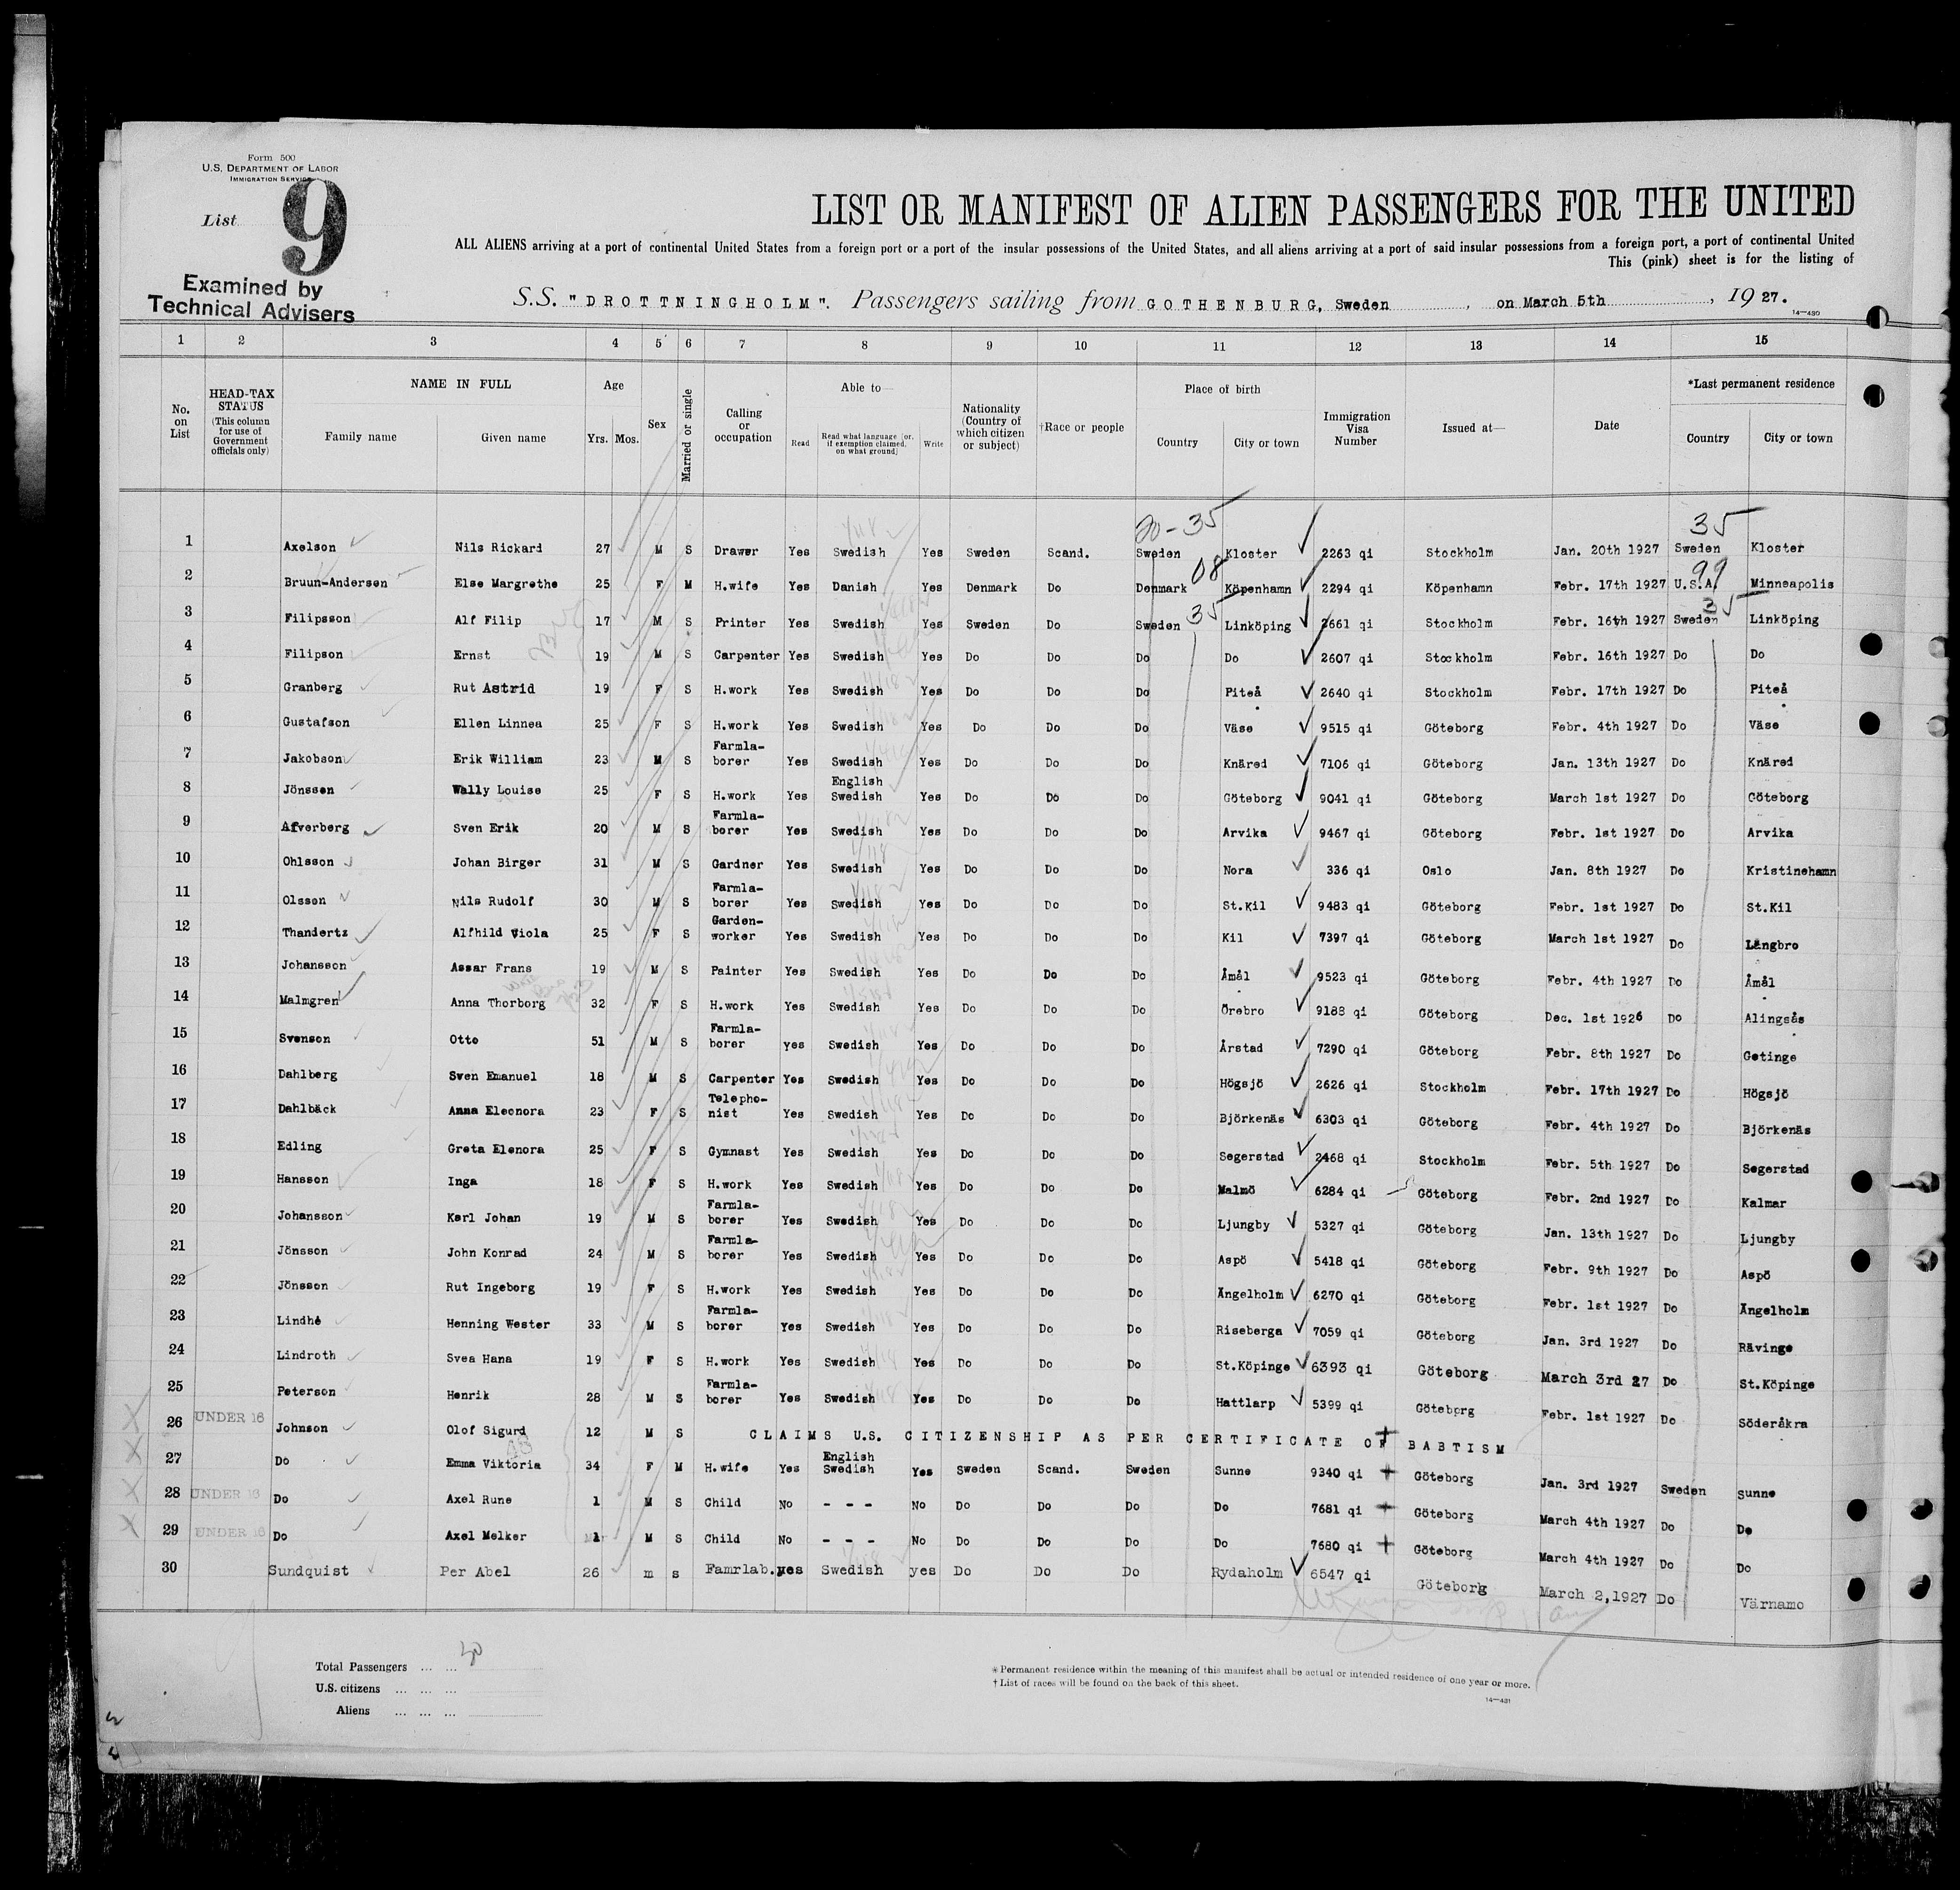 Form 500
U.S. DEPARTMENT OF LABOR
IMMIGRATION SERVICE
List 9
Examined by
Technical Advisers
LIST OR MANIFEST OF ALIEN PASSENGERS FOR THE UNITED
ALL ALIENS arriving at a port of continental United States from a foreign port or a port of the insular possessions of the United States, and all aliens arriving at a port of said insular possessions from a foreign port, a port of continental United
This (pink) sheet is for the listing of
S.S. "DROTTNINGHOLM". Passengers sailing from GOTHENBURG, Sweden, on March 5th, 1927.
14—430
1 2 3 4 5 6 7 8 9 10 11 12 13 14 15
No. on List
HEAD-TAX STATUS (This column for use of Government officials only)
NAME IN FULL Family name Given name
Age Yrs. Mos.
Sex
Married or single
Calling or occupation
Able to— Read Read what language [or, if exemption claimed, on what ground] Write
Nationality (Country of which citizen or subject)
†Race or people
Place of birth Country City or town
Immigration Visa Number
Issued at—
Date
*Last permanent residence Country City or town
20-35 35
1 Axelson Nils Rickard 27 M S Drawer Yes Swedish Yes Sweden Scand. Sweden Kloster 2263 qi Stockholm Jan. 20th 1927 Sweden Kloster
08 99
2 Bruun-Andersen Else Margrethe 25 F M H.wife Yes Danish Yes Denmark Do Denmark Köpenhamn 2294 qi Köpenhamn Febr. 17th 1927 U.S.A. Minneapolis
35 35
3 Filipsson Alf Filip 17 M S Printer Yes Swedish Yes Sweden Do Sweden Linköping 2661 qi Stockholm Febr. 16th 1927 Sweden Linköping
4 Filipson Ernst 19 M S Carpenter Yes Swedish Yes Do Do Do Do 2607 qi Stockholm Febr. 16th 1927 Do Do
5 Granberg Rut Astrid 19 F S H.work Yes Swedish Yes Do Do Do Piteå 2640 qi Stockholm Febr. 17th 1927 Do Piteå
6 Gustafson Ellen Linnea 25 F S H.work Yes Swedish Yes Do Do Do Väse 9515 qi Göteborg Febr. 4th 1927 Do Väse
7 Jakobson Erik William 23 M S Farmla-borer Yes Swedish Yes Do Do Do Knäred 7106 qi Göteborg Jan. 13th 1927 Do Knäred
8 Jönsson Wally Louise 25 F S H.work Yes English Swedish Yes Do Do Do Göteborg 9041 qi Göteborg March 1st 1927 Do Göteborg
9 Afverberg Sven Erik 20 M S Farmla-borer Yes Swedish Yes Do Do Do Arvika 9467 qi Göteborg Febr. 1st 1927 Do Arvika
10 Ohlsson Johan Birger 31 M S Gardner Yes Swedish Yes Do Do Do Nora 336 qi Oslo Jan. 8th 1927 Do Kristinehamn
11 Olsson Nils Rudolf 30 M S Farmla-borer Yes Swedish Yes Do Do Do St.Kil 9483 qi Göteborg Febr. 1st 1927 Do St.Kil
12 Thandertz Alfhild Viola 25 F S Garden-worker Yes Swedish Yes Do Do Do Kil 7397 qi Göteborg March 1st 1927 Do Långbro
13 Johansson Assar Frans 19 M S Painter Yes Swedish Yes Do Do Do Åmål 9523 qi Göteborg Febr. 4th 1927 Do Åmål
14 Malmgren Anna Thorborg 32 F S H.work Yes Swedish Yes Do Do Do Örebro 9188 qi Göteborg Dec. 1st 1926 Do Alingsås
15 Svenson Otto 51 M S Farmla-borer yes Swedish Yes Do Do Do Årstad 7290 qi Göteborg Febr. 8th 1927 Do Getinge
16 Dahlberg Sven Emanuel 18 M S Carpenter Yes Swedish Yes Do Do Do Högsjö 2626 qi Stockholm Febr. 17th 1927 Do Högsjö
17 Dahlbäck Anna Eleonora 23 F S Telepho-nist Yes Swedish Yes Do Do Do Björkenäs 6303 qi Göteborg Febr. 4th 1927 Do Björkenäs
18 Edling Greta Elenora 25 F S Gymnast Yes Swedish Yes Do Do Do Segerstad 2468 qi Stockholm Febr. 5th 1927 Do Segerstad
19 Hansson Inga 18 F S H.work Yes Swedish Yes Do Do Do Malmö 6284 qi Göteborg Febr. 2nd 1927 Do Kalmar
20 Johansson Karl Johan 19 M S Farmla-borer Yes Swedish Yes Do Do Do Ljungby 5327 qi Göteborg Jan. 13th 1927 Do Ljungby
21 Jönsson John Konrad 24 M S Farmla-borer Yes Swedish Yes Do Do Do Aspö 5418 qi Göteborg Febr. 9th 1927 Do Aspö
22 Jönsson Rut Ingeborg 19 F S H.work Yes Swedish Yes Do Do Do Ängelholm 6270 qi Göteborg Febr. 1st 1927 Do Ängelholm
23 Lindhé Henning Wester 33 M S Farmla-borer Yes Swedish Yes Do Do Do Riseberga 7059 qi Göteborg Jan. 3rd 1927 Do Rävinge
24 Lindroth Svea Hana 19 F S H.work Yes Swedish Yes Do Do Do St.Köpinge 6393 qi Göteborg March 3rd 27 Do St.Köpinge
25 Peterson Henrik 28 M S Farmla-borer Yes Swedish Yes Do Do Do Hattlarp 5399 qi Göteborg Febr. 1st 1927 Do Söderåkra
X 26 UNDER 16 Johnson Olof Sigurd 12 M S CLAIMS U.S. CITIZENSHIP AS PER CERTIFICATE OF BABTISM
X 27 Do Emma Viktoria 34 F M H.wife Yes English Swedish Yes Sweden Scand. Sweden Sunne 9340 qi Göteborg Jan. 3rd 1927 Sweden Sunne
X 28 UNDER 16 Do Axel Rune 1 M S Child No - - - No Do Do Do Do 7681 qi Göteborg March 4th 1927 Do Do
X 29 UNDER 16 Do Axel Melker 1 M S Child No - - - No Do Do Do Do 7680 qi Göteborg March 4th 1927 Do Do
30 Sundquist Per Abel 26 m s Famrlab. yes Swedish yes Do Do Do Rydaholm 6547 qi Göteborg March 2,1927 Do Värnamo
Total Passengers ... ... 30
U.S. citizens ... ... ...
Aliens ... ... ...
* Permanent residence within the meaning of this manifest shall be actual or intended residence of one year or more.
† List of races will be found on the back of this sheet.
14—431